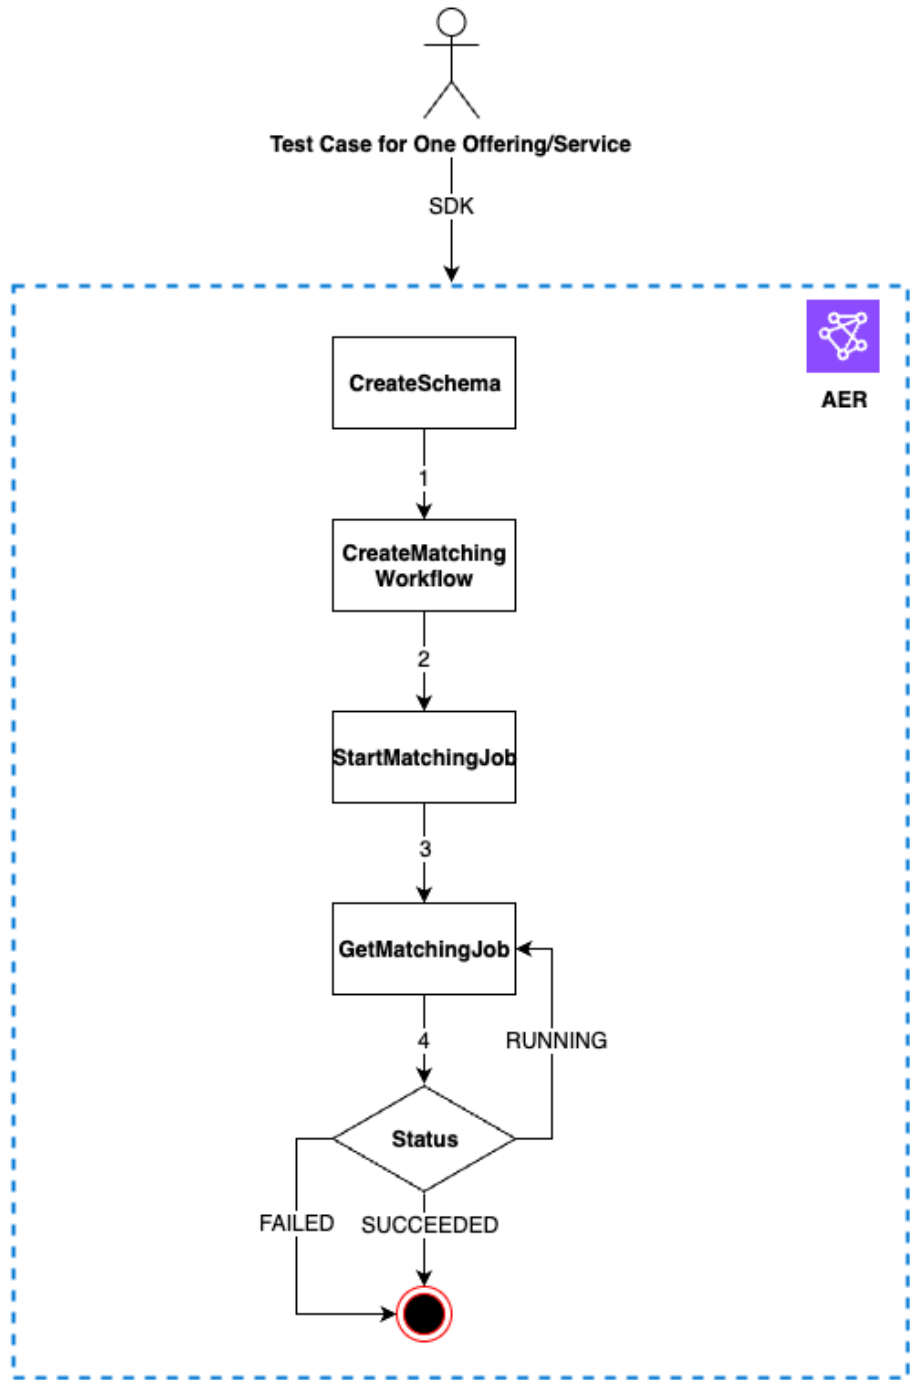 Test Case for One Offering/Service
SDK
AER
CreateSchema
1
CreateMatching
Workflow
2
StartMatchingJob
3
GetMatchingJob
4
RUNNING
Status
FAILED
SUCCEEDED